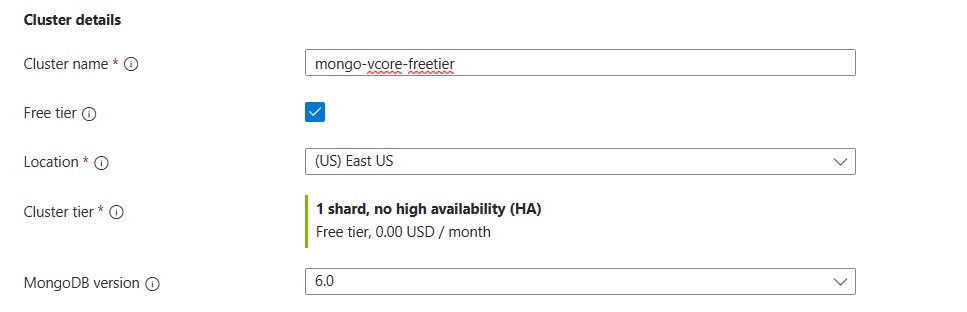 Cluster details
Cluster name *
mongo-vcore-freetier
Free tier
Location *
(US) East US
Cluster tier *
1 shard, no high availability (HA)
Free tier, 0.00 USD / month
MongoDB version
6.0